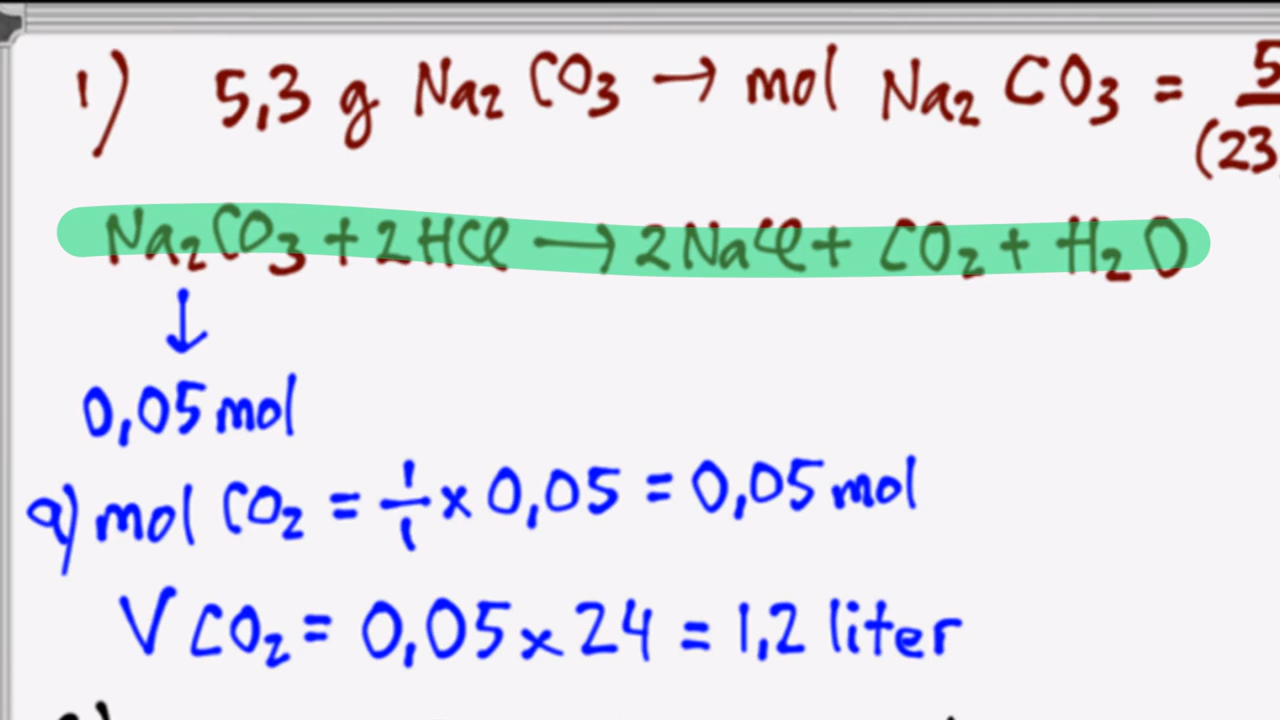 1) 5,3 g Na₂CO₃ → mol Na₂CO₃ = 5
(23
Na₂CO₃ + 2HCl → 2NaCl + CO₂ + H₂O
↓
0,05 mol
a) mol CO₂ = 1/1 x 0,05 = 0,05 mol
V CO₂ = 0,05 x 24 = 1,2 liter